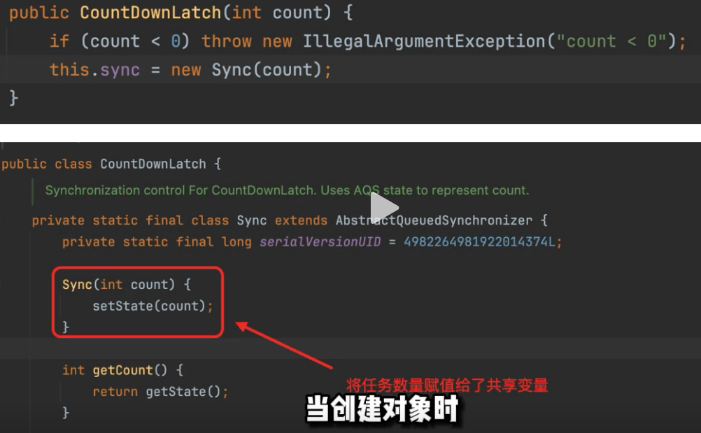 public CountDownLatch(int count) {
if (count < 0) throw new IllegalArgumentException("count < 0");
this.sync = new Sync(count);
}
public class CountDownLatch {
Synchronization control For CountDownLatch. Uses AQS state to represent count.
private static final class Sync extends AbstractQueuedSynchronizer {
private static final long serialVersionUID = 4982264981922014374L;
Sync(int count) {
setState(count);
}
int getCount() {
return getState();
}
将任务数量赋值给了共享变量
当创建对象时